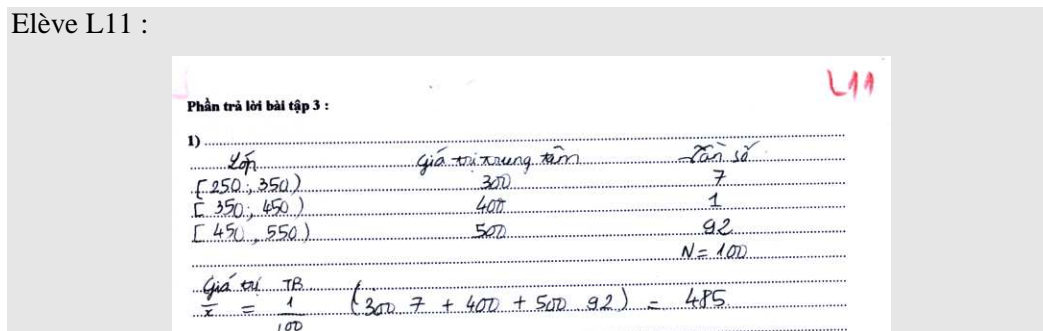 Elève L11 :
L11
Phần trả lời bài tập 3 :
1)
Lớp Giá trị trung tâm Tần số
[250 ; 350) 300 7
[ 350 ; 450 ) 400 1
[ 450 , 550 ) 500 92
N = 100
Giá trị TB
x̅ = 1/100 (300 7 + 400 + 500 92) = 485